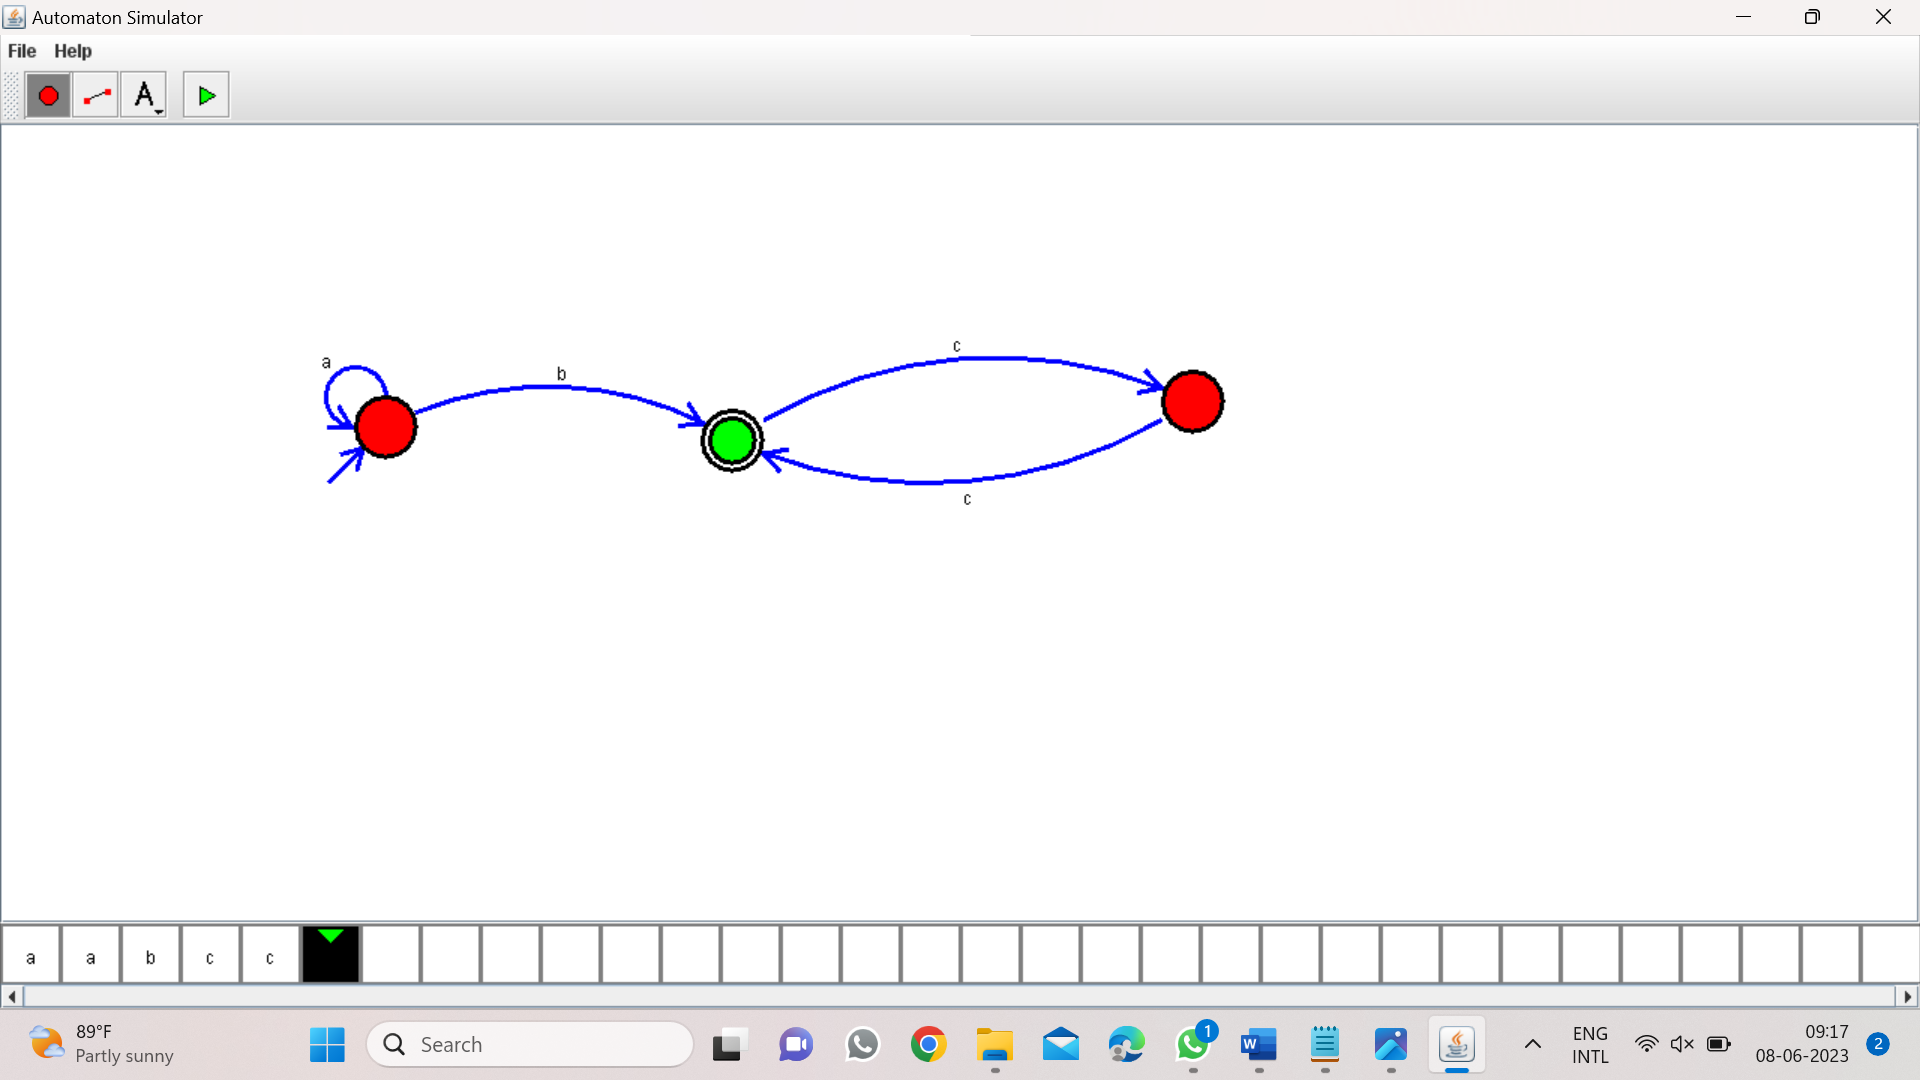 Automaton Simulator
File Help
A
a
b
c
c
a a b c c
89°F
Partly sunny
Search
1
W
ENG
INTL
09:17
08-06-2023
2